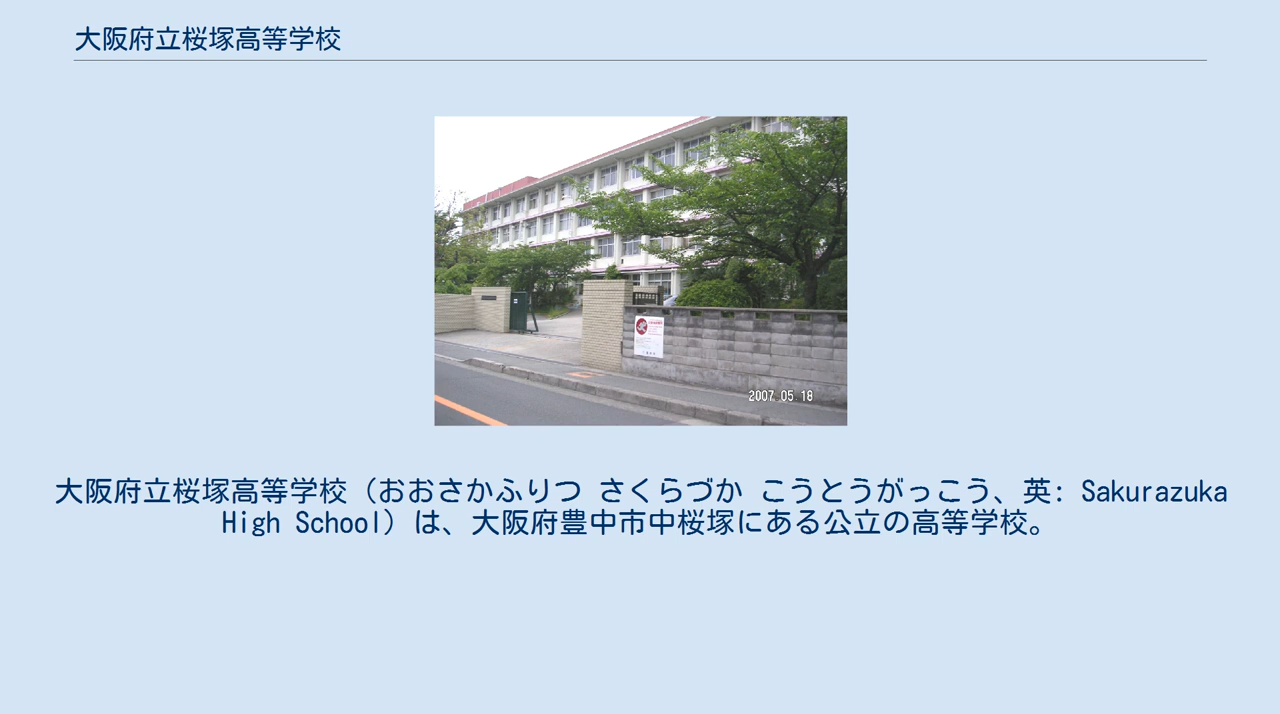 大阪府立桜塚高等学校
2007 05 18
大阪府立桜塚高等学校（おおさかふりつ さくらづか こうとうがっこう、英: Sakurazuka
High School）は、大阪府豊中市中桜塚にある公立の高等学校。